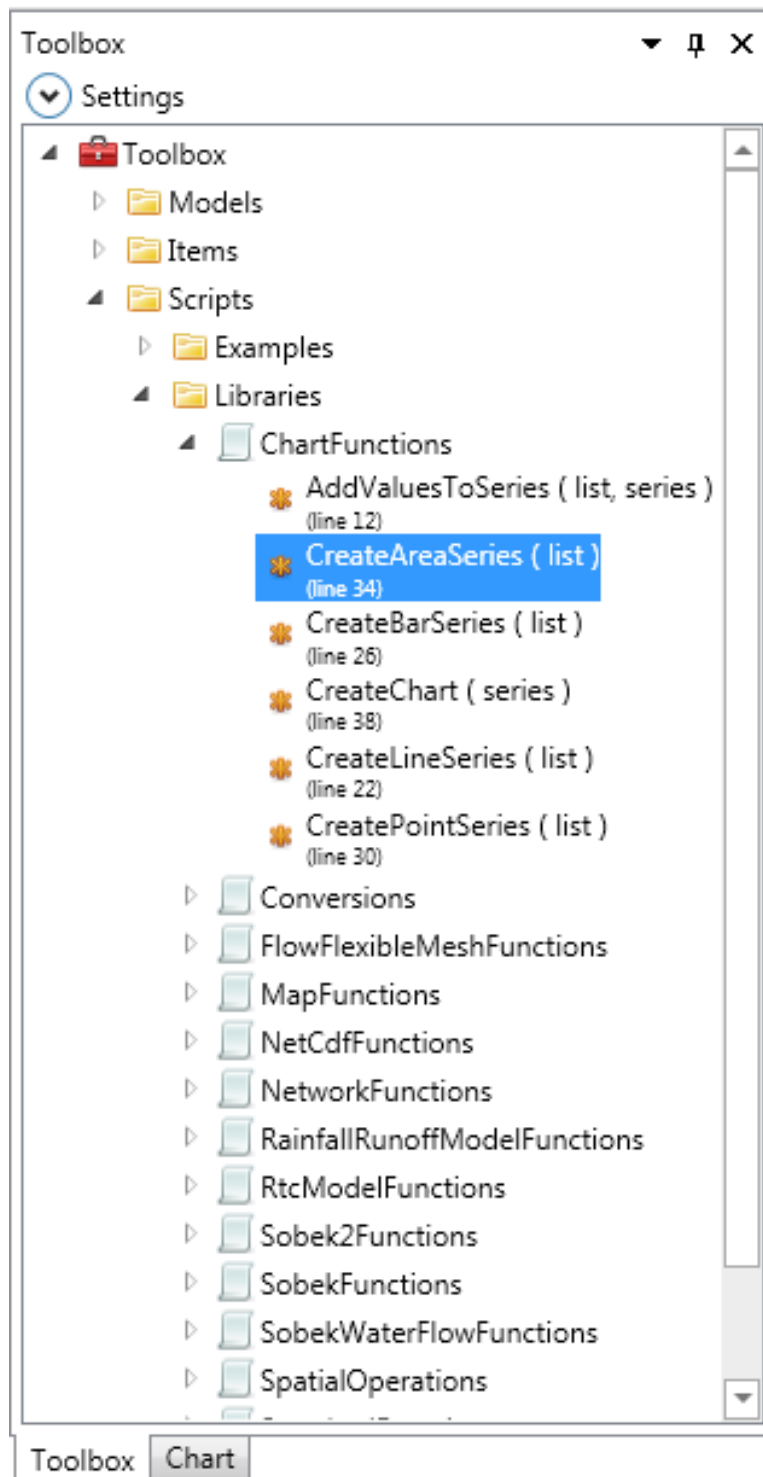 Toolbox
Settings
Toolbox
Models
Items
Scripts
Examples
Libraries
ChartFunctions
AddValuesToSeries ( list, series )
(line 12)
CreateAreaSeries ( list )
(line 34)
CreateBarSeries ( list )
(line 26)
CreateChart ( series )
(line 38)
CreateLineSeries ( list )
(line 22)
CreatePointSeries ( list )
(line 30)
Conversions
FlowFlexibleMeshFunctions
MapFunctions
NetCdfFunctions
NetworkFunctions
RainfallRunoffModelFunctions
RtcModelFunctions
Sobek2Functions
SobekFunctions
SobekWaterFlowFunctions
SpatialOperations
Toolbox Chart